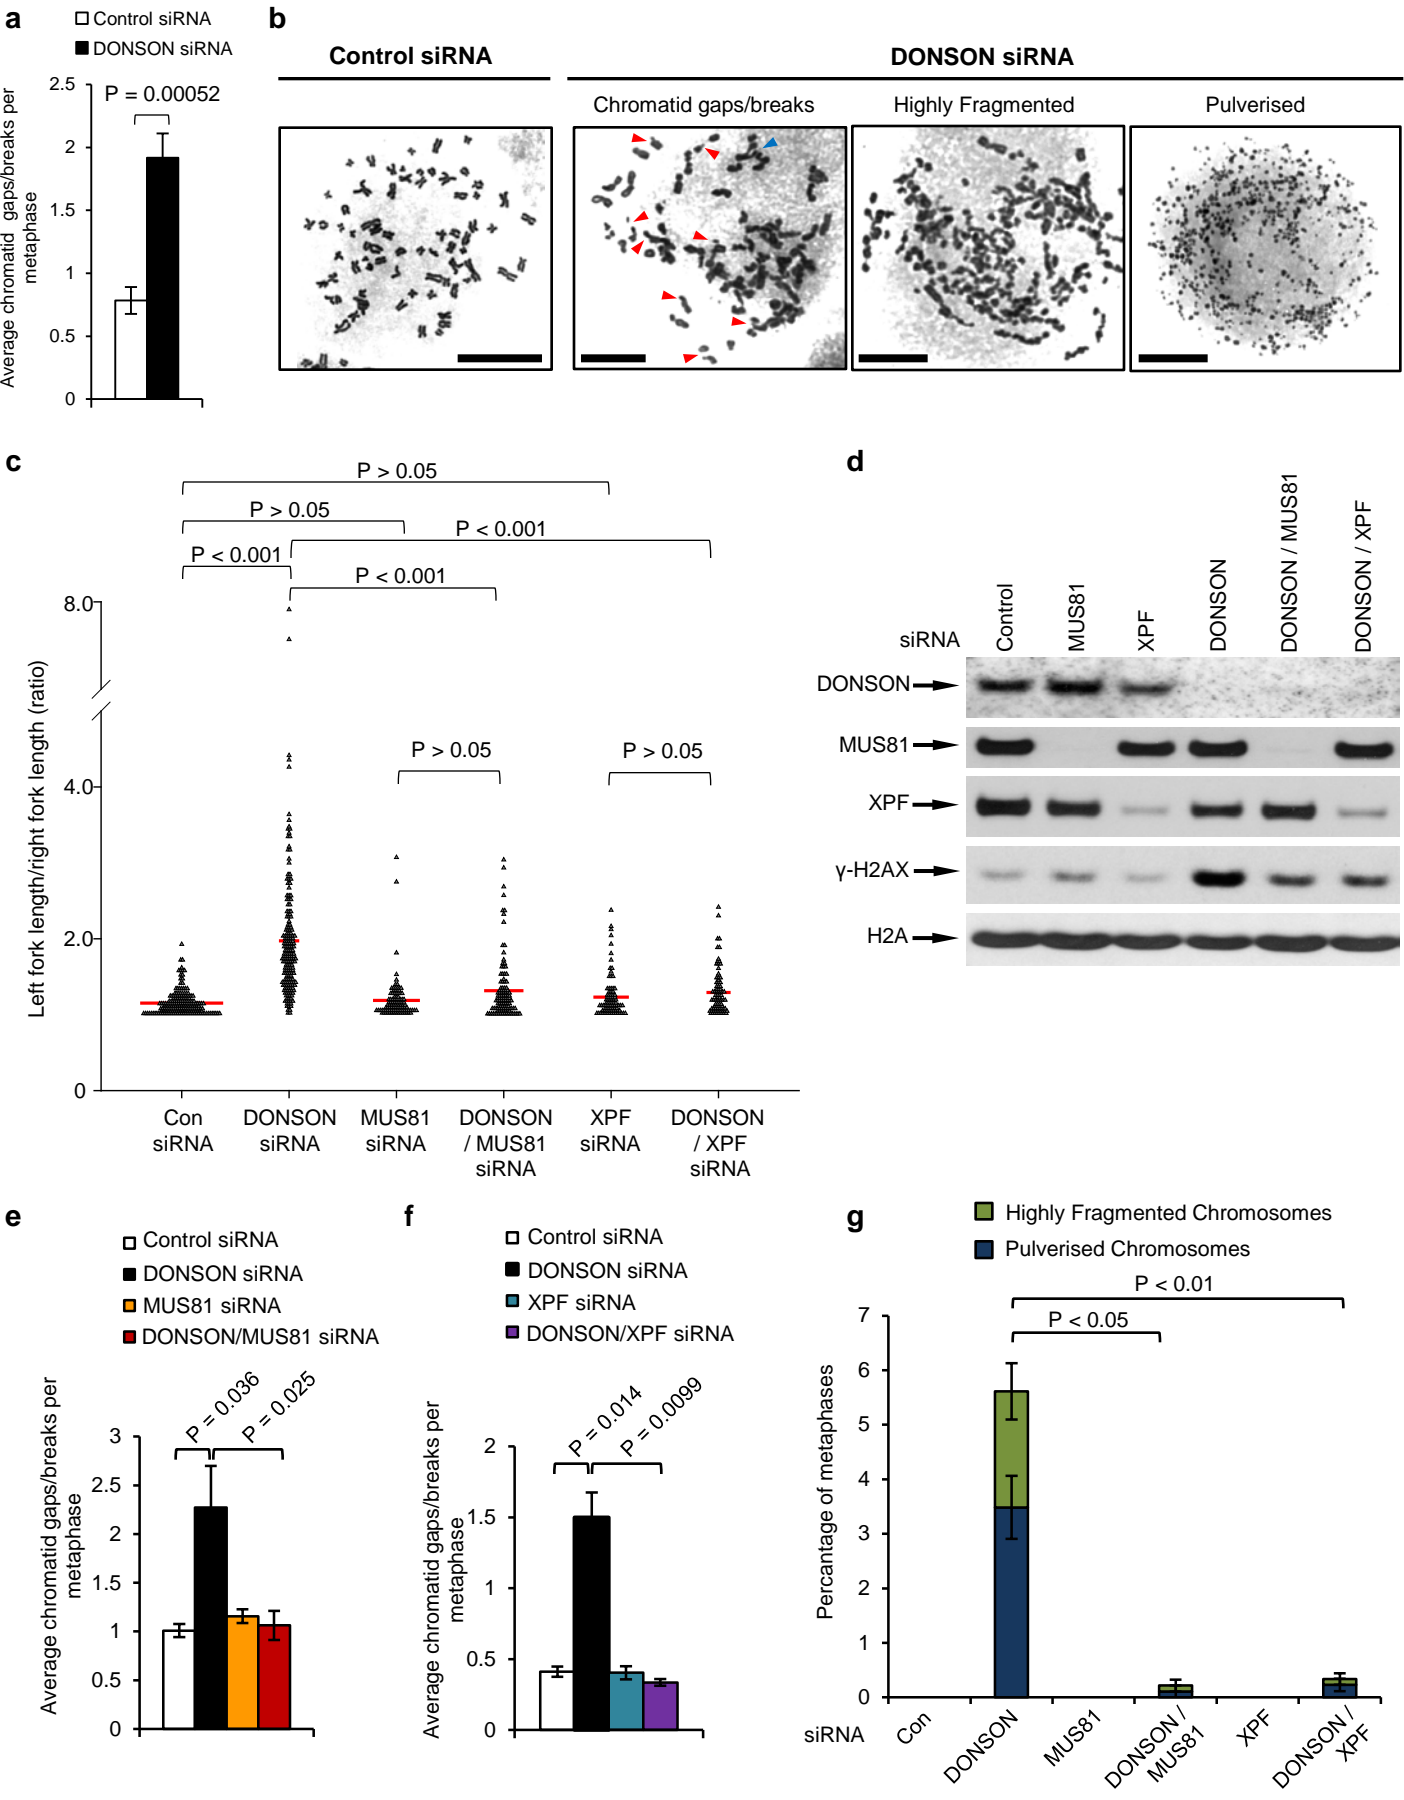 a
Control siRNA
DONSON siRNA
P = 0.00052
2.5
2
1.5
1
0.5
0
Average chromatid gaps/breaks per
metaphase
b
Control siRNA
DONSON siRNA
Chromatid gaps/breaks
Highly Fragmented
Pulverised
c
P > 0.05
P > 0.05
P < 0.001
P < 0.001
P < 0.001
8.0
4.0
2.0
0
P > 0.05
P > 0.05
Left fork length/right fork length (ratio)
Con
siRNA
DONSON
siRNA
MUS81
siRNA
DONSON
/ MUS81
siRNA
XPF
siRNA
DONSON
/ XPF
siRNA
d
siRNA
Control
MUS81
XPF
DONSON
DONSON / MUS81
DONSON / XPF
DONSON
MUS81
XPF
γ-H2AX
H2A
e
Control siRNA
DONSON siRNA
MUS81 siRNA
DONSON/MUS81 siRNA
P = 0.036
P = 0.025
3
2.5
2
1.5
1
0.5
0
Average chromatid gaps/breaks per
metaphase
f
Control siRNA
DONSON siRNA
XPF siRNA
DONSON/XPF siRNA
P = 0.014
P = 0.0099
2
1.5
1
0.5
0
Average chromatid gaps/breaks per
metaphase
g
Highly Fragmented Chromosomes
Pulverised Chromosomes
P < 0.01
P < 0.05
7
6
5
4
3
2
1
0
Percantage of metaphases
siRNA
Con
DONSON
MUS81
DONSON /
MUS81
XPF
DONSON /
XPF